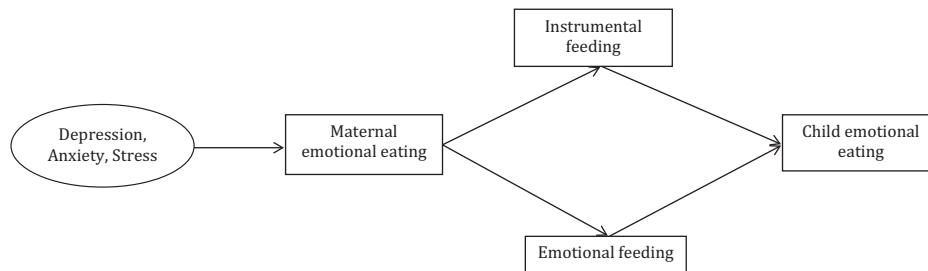 Instrumental
feeding
Depression,
Anxiety, Stress
Maternal
emotional eating
Child emotional
eating
Emotional feeding